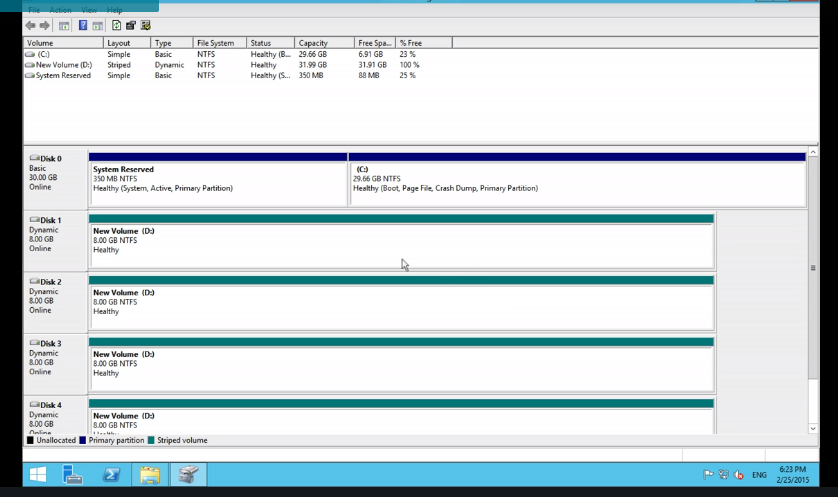 File Action View Help
Volume Layout Type File System Status Capacity Free Spa... % Free
(C:) Simple Basic NTFS Healthy (B... 29.66 GB 6.91 GB 23 %
New Volume (D:) Striped Dynamic NTFS Healthy 31.99 GB 31.91 GB 100 %
System Reserved Simple Basic NTFS Healthy (S... 350 MB 88 MB 25 %
Disk 0
Basic
30.00 GB
Online
System Reserved
350 MB NTFS
Healthy (System, Active, Primary Partition)
(C:)
29.66 GB NTFS
Healthy (Boot, Page File, Crash Dump, Primary Partition)
Disk 1
Dynamic
8.00 GB
Online
New Volume (D:)
8.00 GB NTFS
Healthy
Disk 2
Dynamic
8.00 GB
Online
New Volume (D:)
8.00 GB NTFS
Healthy
Disk 3
Dynamic
8.00 GB
Online
New Volume (D:)
8.00 GB NTFS
Healthy
Disk 4
Dynamic
8.00 GB
Online
New Volume (D:)
8.00 GB NTFS
Healthy
Unallocated Primary partition Striped volume
ENG
6:23 PM
2/25/2015